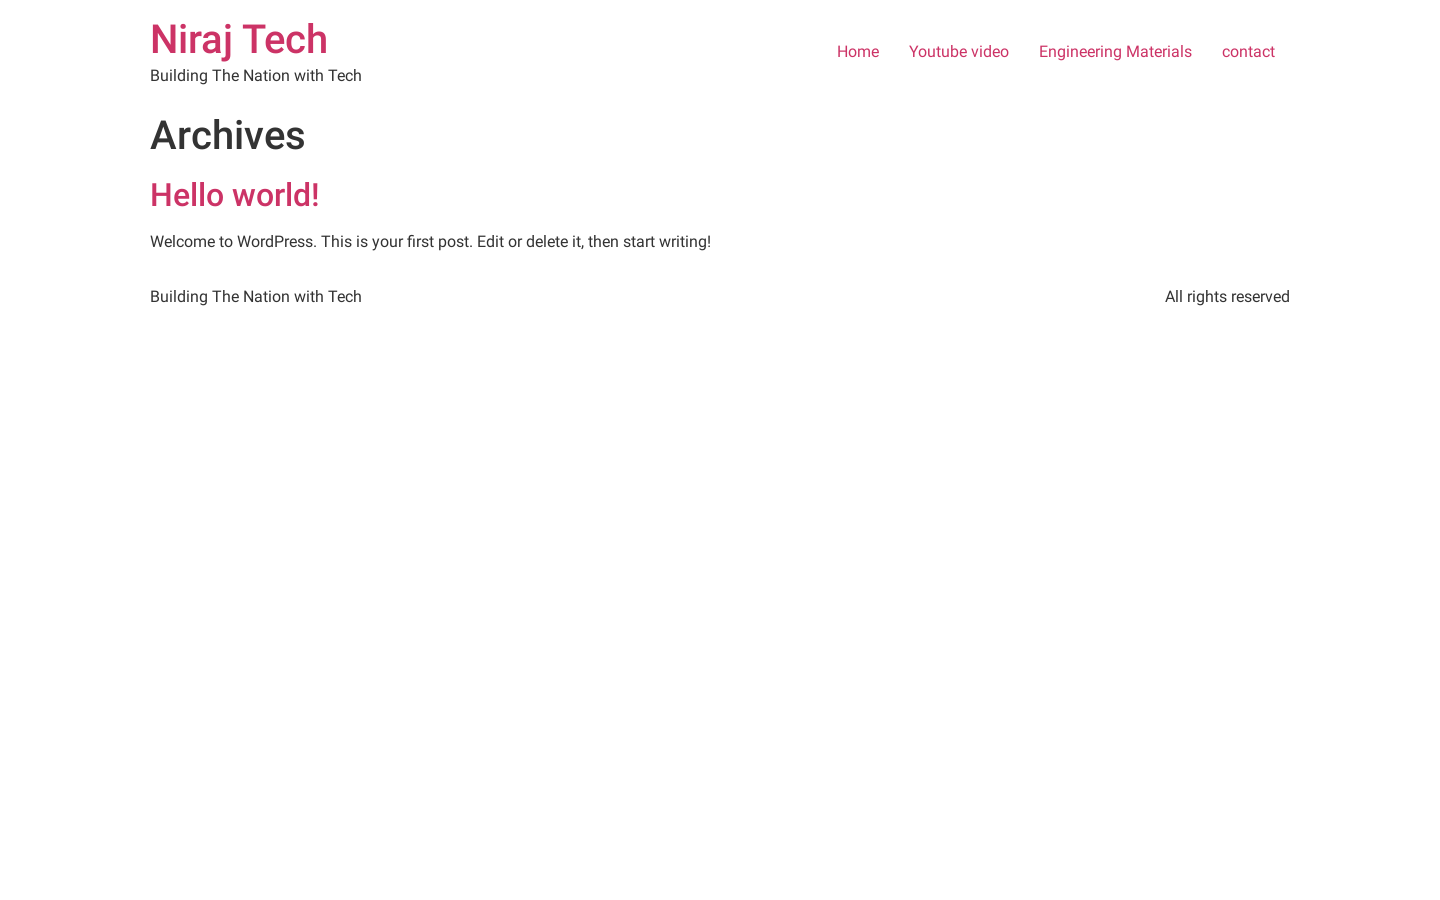 Niraj Tech
Building The Nation with Tech
Home
Youtube video
Engineering Materials
contact
Archives
Hello world!
Welcome to WordPress. This is your first post. Edit or delete it, then start writing!
Building The Nation with Tech
All rights reserved